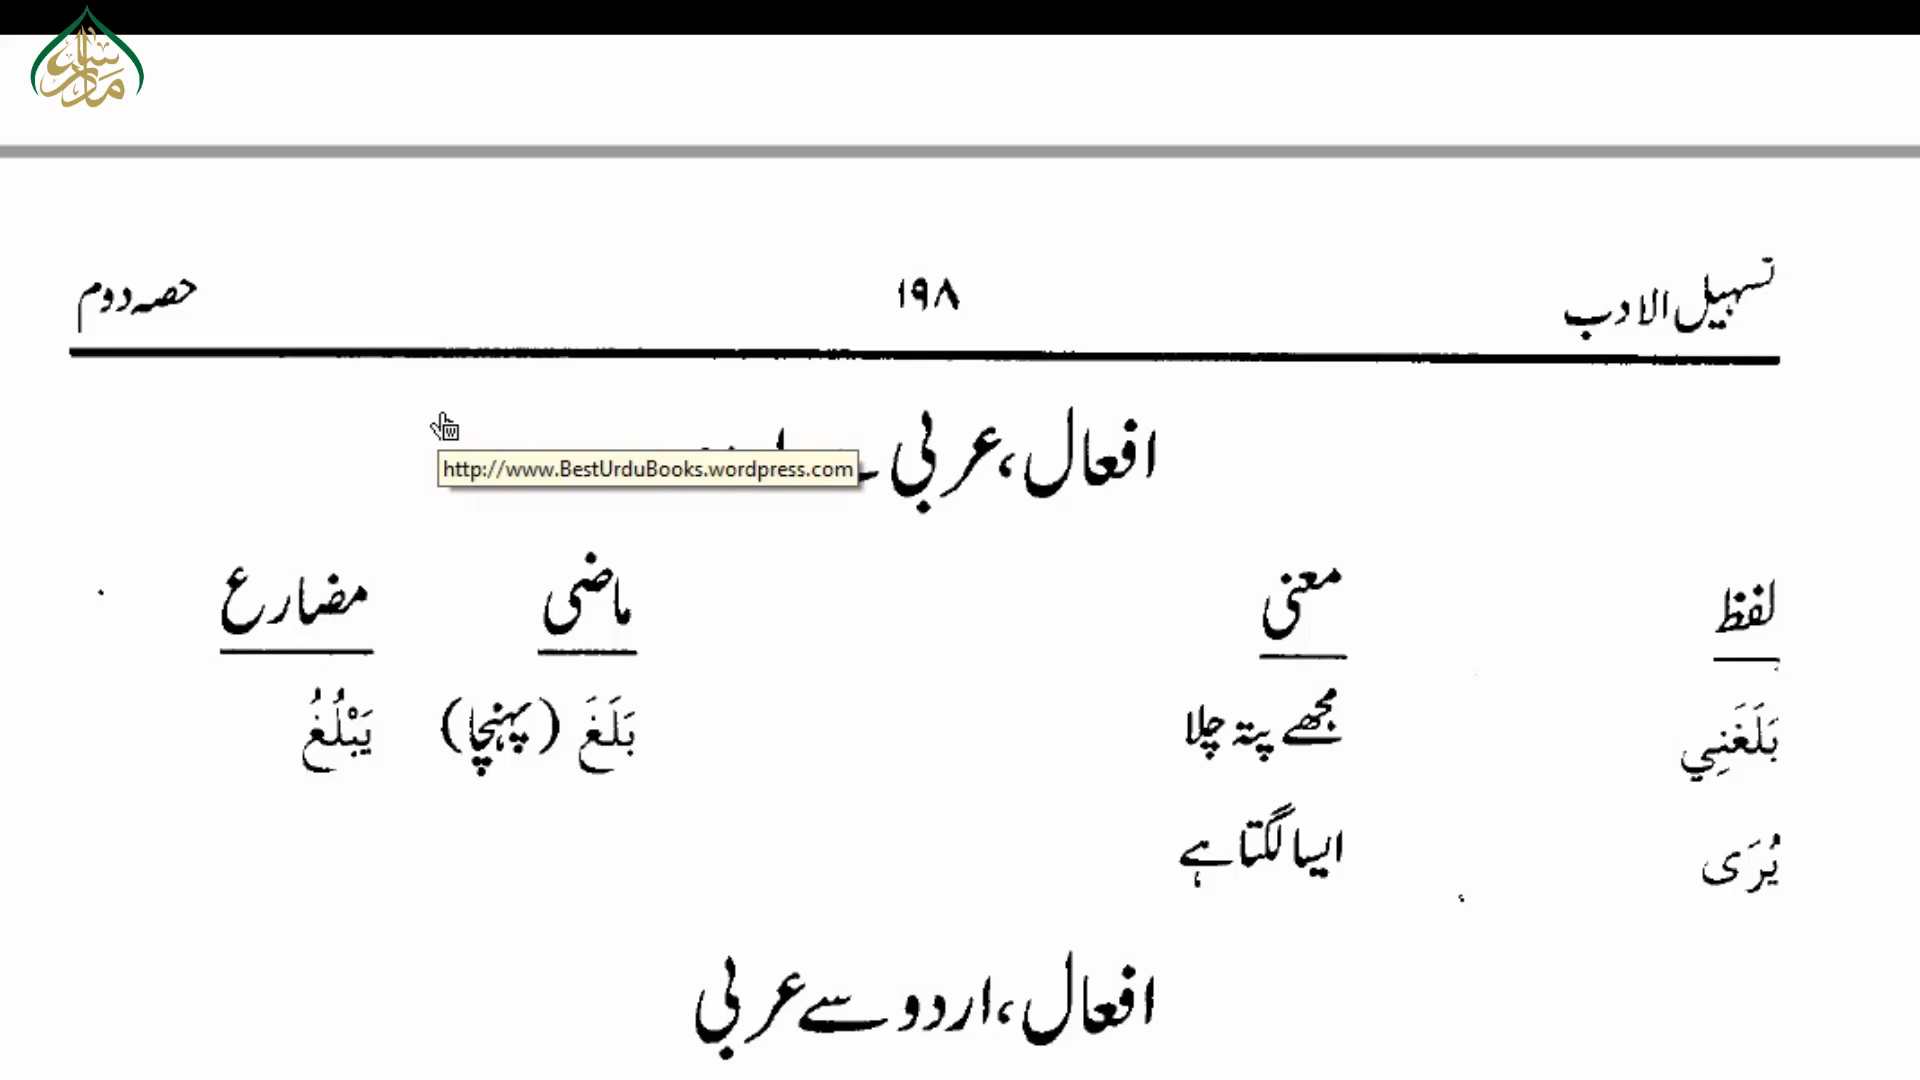 مدارس
تسہیل الادب ۱۹۸ حصہ دوم
افعال، عربی
http://www.BestUrduBooks.wordpress.com
لفظ معنی ماضی مضارع
بَلَغَنِي مجھے پتہ چلا بَلَغَ (پہنچا) يَبْلُغُ
يُرَى ایسا لگتا ہے
افعال، اردو سے عربی